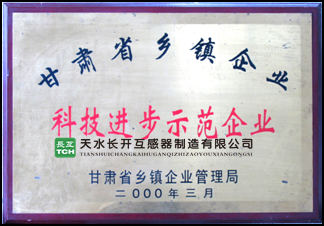 甘肃省乡镇企业
科技进步示范企业
長互 TCH 天水长开互感器制造有限公司
TIANSHUICHANGKAIHUGANQIZHIZAOYOUXIANGONGSI
甘肃省乡镇企业管理局
二000年三月